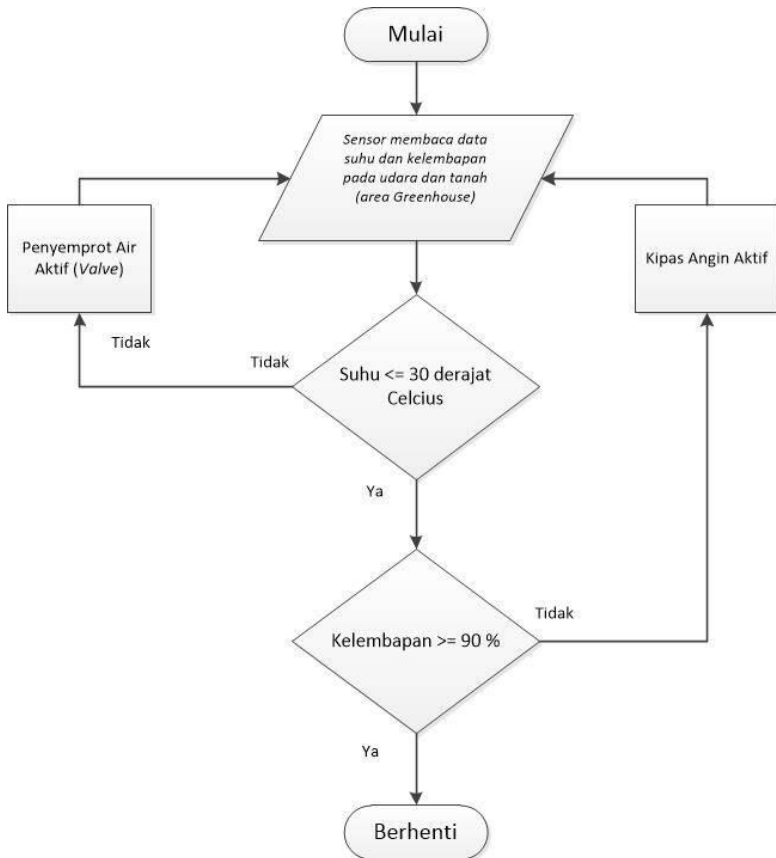 Mulai
Sensor membaca data
suhu dan kelembapan
pada udara dan tanah
(area Greenhouse)
Penyemprot Air
Aktif (Valve)
Kipas Angin Aktif
Tidak
Tidak
Suhu <= 30 derajat
Celcius
Ya
Tidak
Kelembapan >= 90 %
Ya
Berhenti